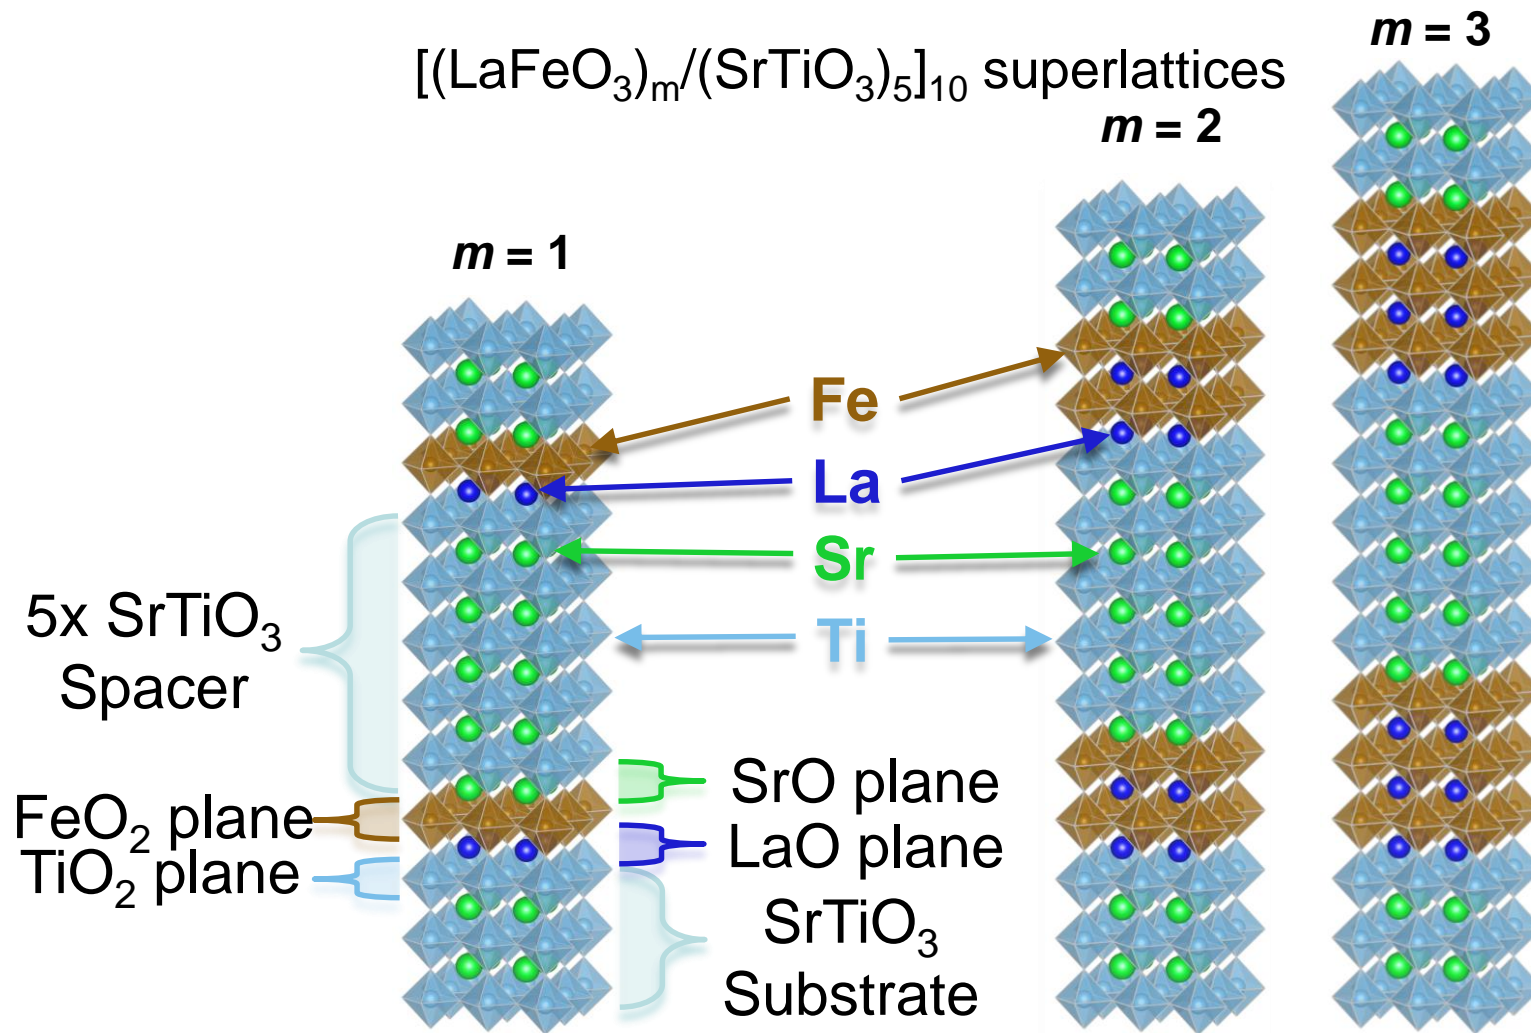 m = 3
[(LaFeO₃)ₘ/(SrTiO₃)₅]₁₀ superlattices
m = 2
m = 1
Fe
La
Sr
Ti
5x SrTiO₃
Spacer
FeO₂ plane
TiO₂ plane
SrO plane
LaO plane
SrTiO₃
Substrate